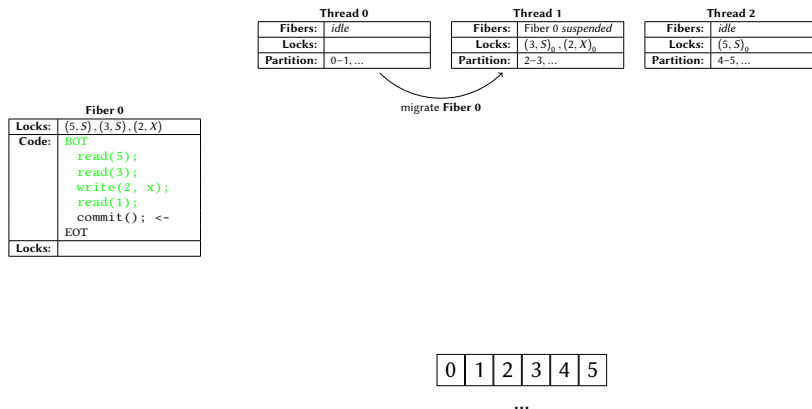 Thread 0
Fibers: idle
Locks:
Partition: 0–1, ...
Thread 1
Fibers: Fiber 0 suspended
Locks: (3, S)₀ , (2, X)₀
Partition: 2–3, ...
Thread 2
Fibers: idle
Locks: (5, S)₀
Partition: 4–5, ...
migrate Fiber 0
Fiber 0
Locks: (5, S) , (3, S) , (2, X)
Code: BOT
read(5);
read(3);
write(2, x);
read(1);
commit(); <-
EOT
Locks:
0 1 2 3 4 5
...